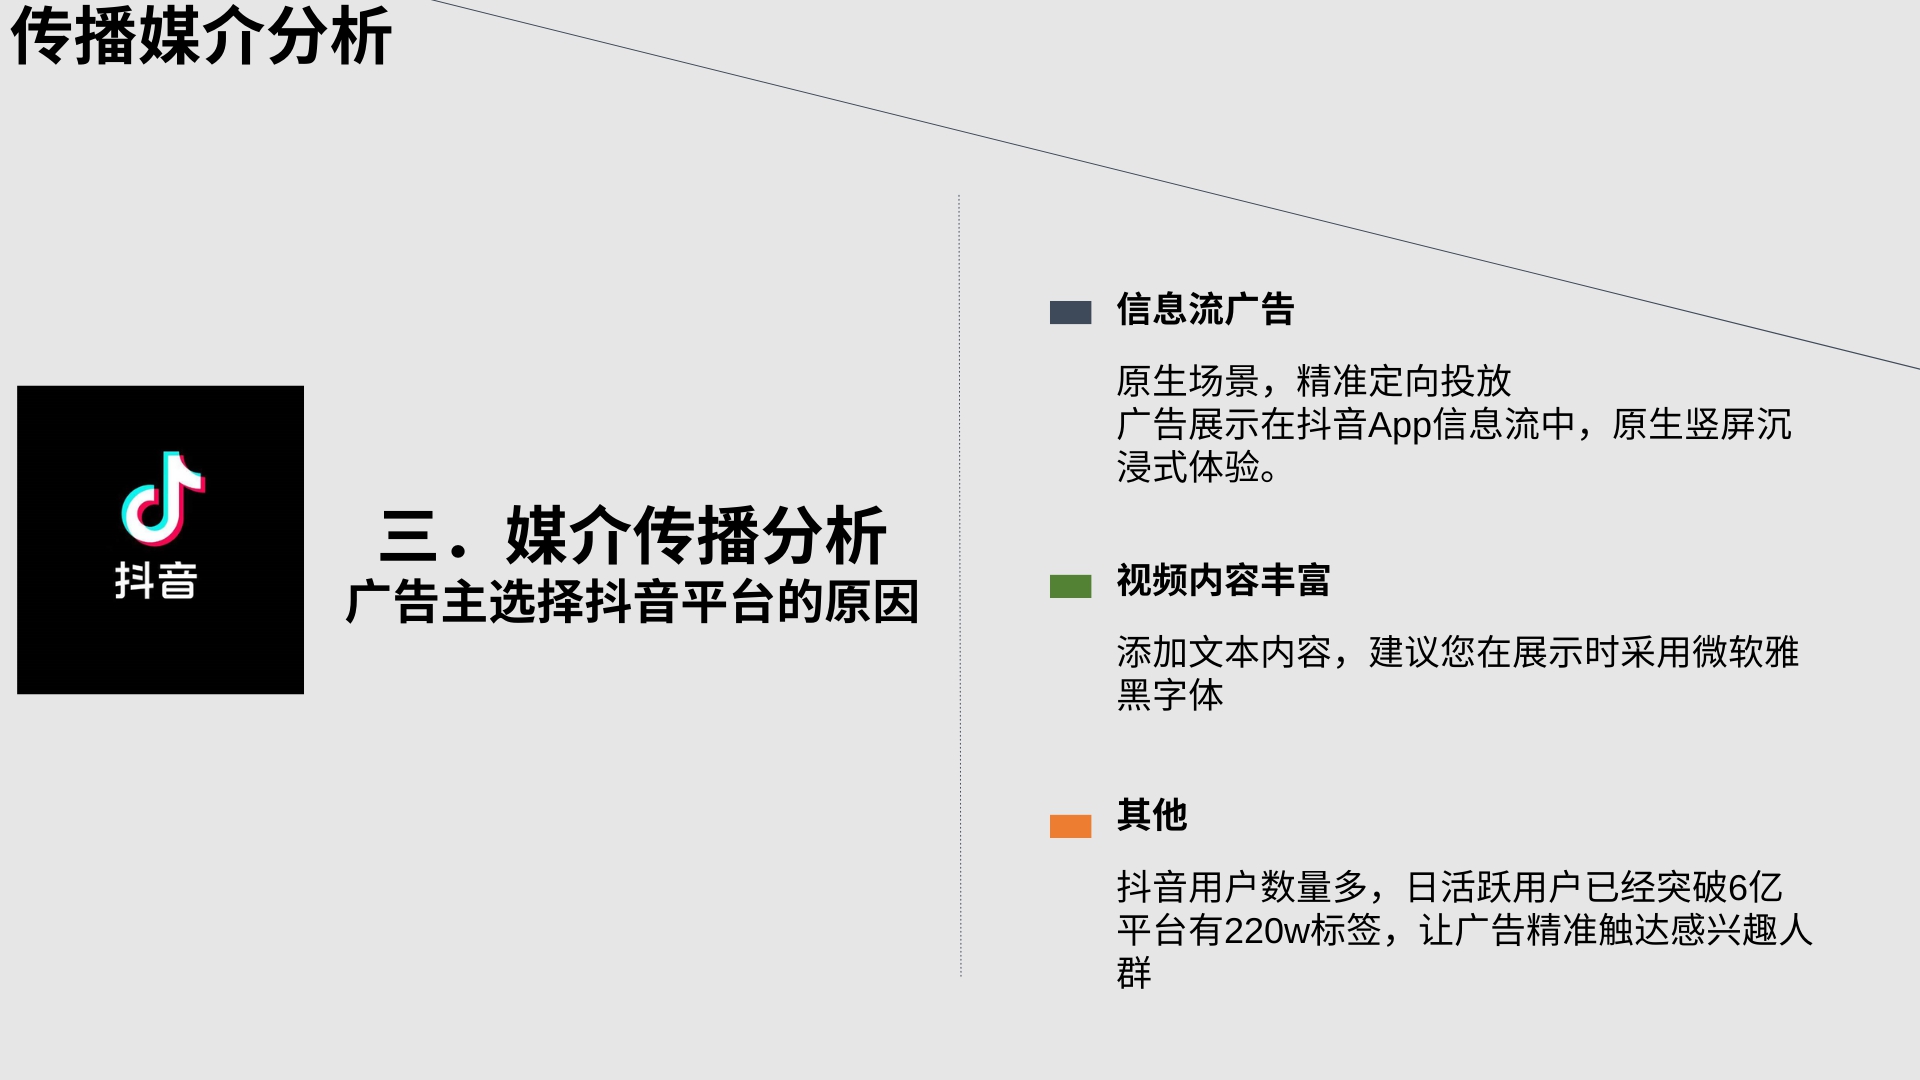 传播媒介分析
抖音
三．媒介传播分析
广告主选择抖音平台的原因
信息流广告
原生场景，精准定向投放
广告展示在抖音App信息流中，原生竖屏沉
浸式体验。
视频内容丰富
添加文本内容，建议您在展示时采用微软雅
黑字体
其他
抖音用户数量多，日活跃用户已经突破6亿
平台有220w标签，让广告精准触达感兴趣人
群